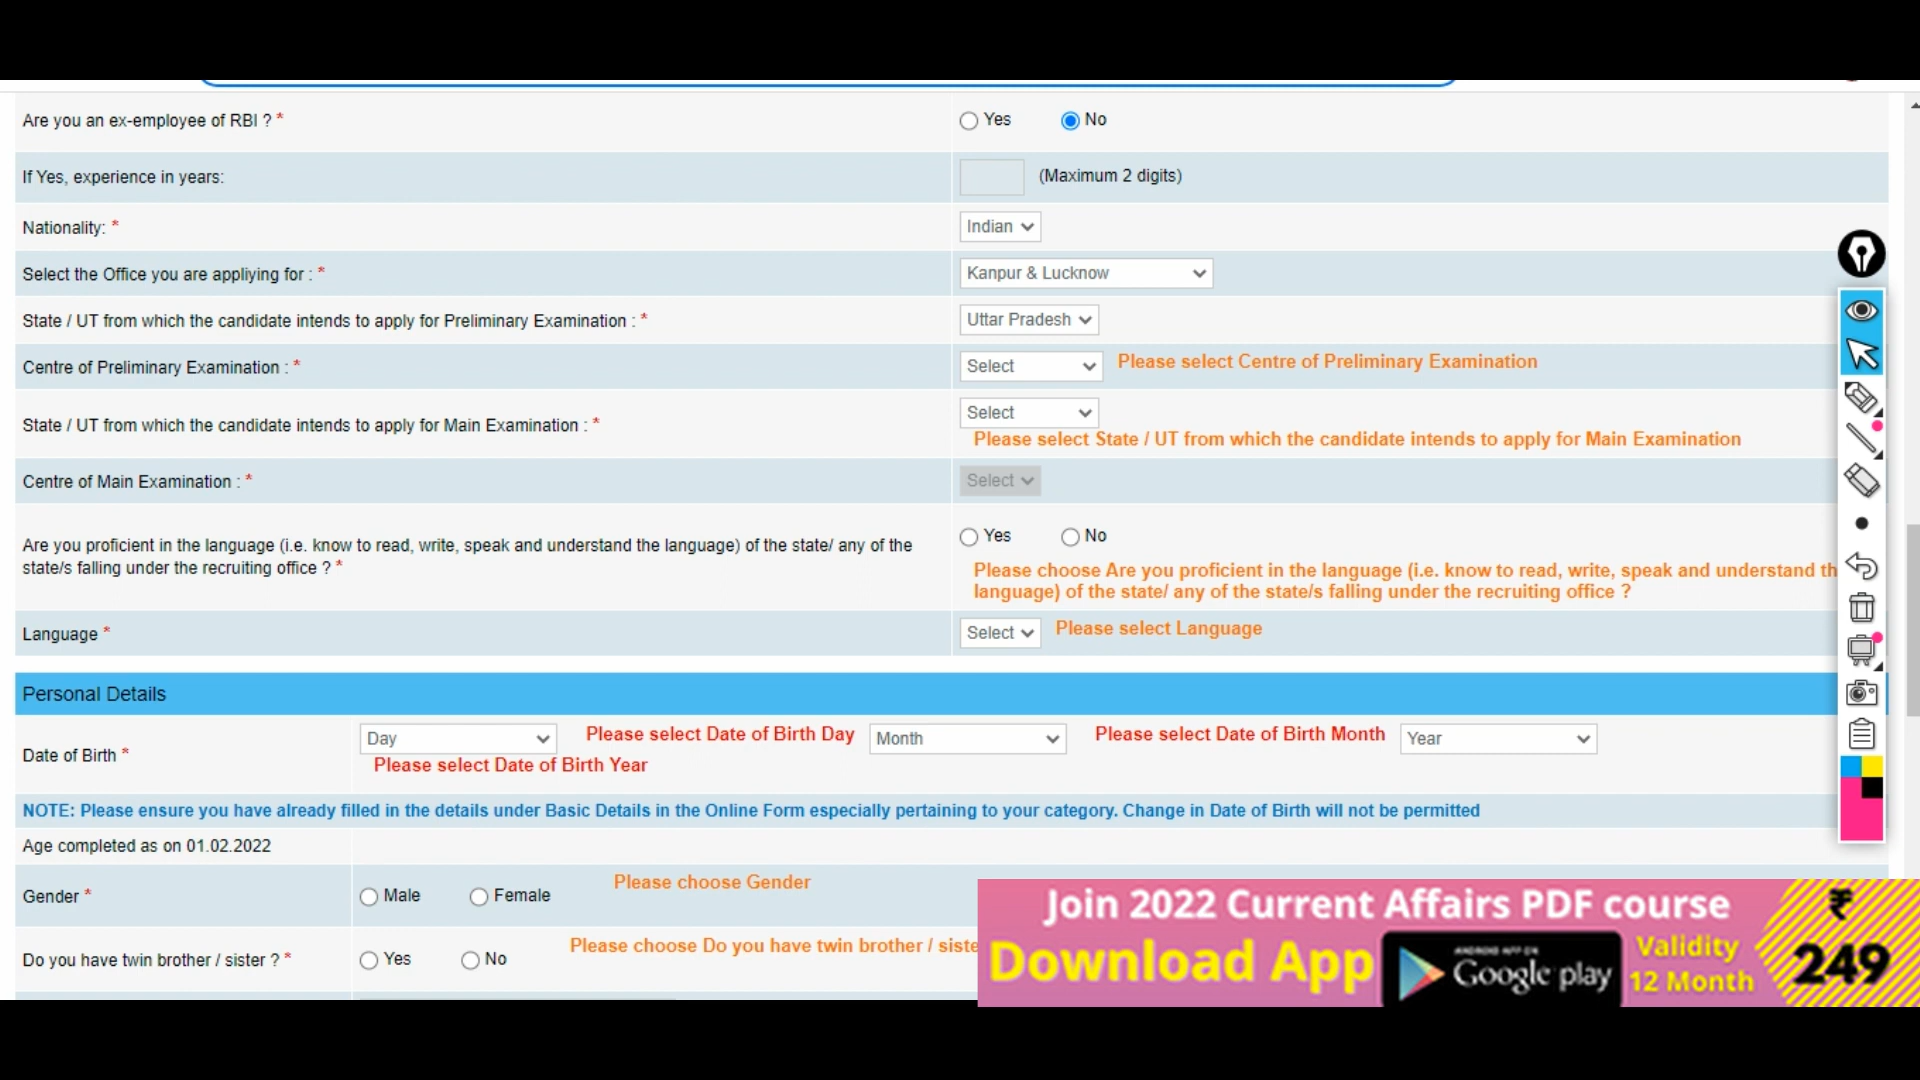 Are you an ex-employee of RBI ? *
Yes No
If Yes, experience in years:
(Maximum 2 digits)
Nationality: *
Indian
Select the Office you are appliying for : *
Kanpur & Lucknow
State / UT from which the candidate intends to apply for Preliminary Examination : *
Uttar Pradesh
Centre of Preliminary Examination : *
Select
Please select Centre of Preliminary Examination
State / UT from which the candidate intends to apply for Main Examination : *
Select
Please select State / UT from which the candidate intends to apply for Main Examination
Centre of Main Examination : *
Select
Are you proficient in the language (i.e. know to read, write, speak and understand the language) of the state/ any of the
state/s falling under the recruiting office ? *
Yes No
Please choose Are you proficient in the language (i.e. know to read, write, speak and understand th
language) of the state/ any of the state/s falling under the recruiting office ?
Language *
Select
Please select Language
Personal Details
Date of Birth *
Day Please select Date of Birth Day Month Please select Date of Birth Month Year
Please select Date of Birth Year
NOTE: Please ensure you have already filled in the details under Basic Details in the Online Form especially pertaining to your category. Change in Date of Birth will not be permitted
Age completed as on 01.02.2022
Gender *
Male Female Please choose Gender
Do you have twin brother / sister ? *
Yes No Please choose Do you have twin brother / siste
Join 2022 Current Affairs PDF course
Download App
ANDROID APP ON
Google play
Validity
12 Month
₹
249